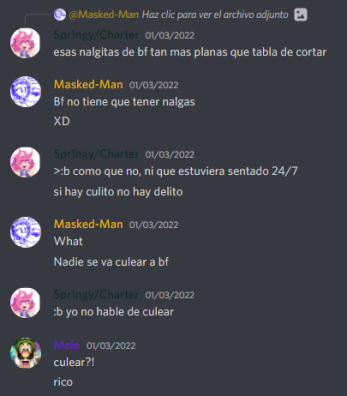 @Masked-Man Haz clic para ver el archivo adjunto
Spr1ngy/Charter 01/03/2022
esas nalgitas de bf tan mas planas que tabla de cortar
Masked-Man 01/03/2022
Bf no tiene que tener nalgas
XD
Spr1ngy/Charter 01/03/2022
>:b como que no, ni que estuviera sentado 24/7
si hay culito no hay delito
Masked-Man 01/03/2022
What
Nadie se va culear a bf
Spr1ngy/Charter 01/03/2022
:b yo no hable de culear
Mele 01/03/2022
culear?!
rico